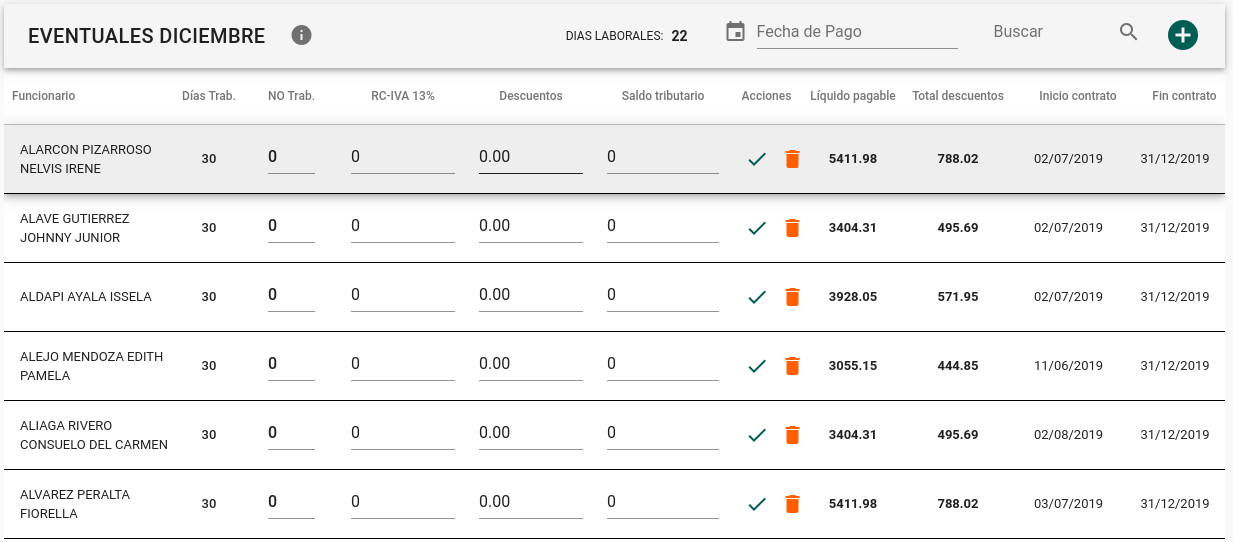 EVENTUALES DICIEMBRE DIAS LABORALES: 22 Fecha de Pago Buscar
Funcionario Días Trab. NO Trab. RC-IVA 13% Descuentos Saldo tributario Acciones Líquido pagable Total descuentos Inicio contrato Fin contrato
ALARCON PIZARROSO
NELVIS IRENE
30 0 0 0.00 0 5411.98 788.02 02/07/2019 31/12/2019
ALAVE GUTIERREZ
JOHNNY JUNIOR
30 0 0 0.00 0 3404.31 495.69 02/07/2019 31/12/2019
ALDAPI AYALA ISSELA 30 0 0 0.00 0 3928.05 571.95 02/07/2019 31/12/2019
ALEJO MENDOZA EDITH
PAMELA
30 0 0 0.00 0 3055.15 444.85 11/06/2019 31/12/2019
ALIAGA RIVERO
CONSUELO DEL CARMEN
30 0 0 0.00 0 3404.31 495.69 02/08/2019 31/12/2019
ALVAREZ PERALTA
FIORELLA
30 0 0 0.00 0 5411.98 788.02 03/07/2019 31/12/2019